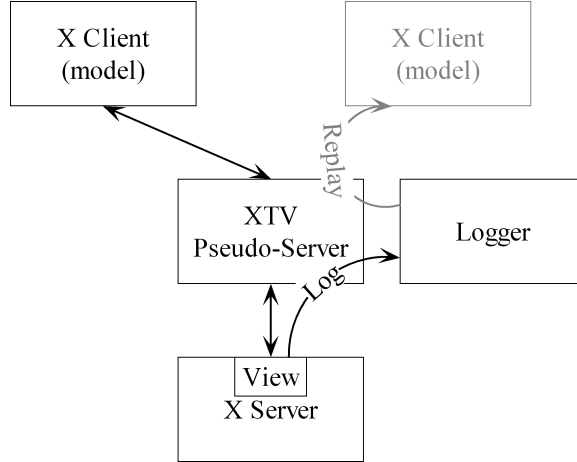 X Client
(model)
X Client
(model)
Replay
XTV
Pseudo-Server
Logger
Log
View
X Server